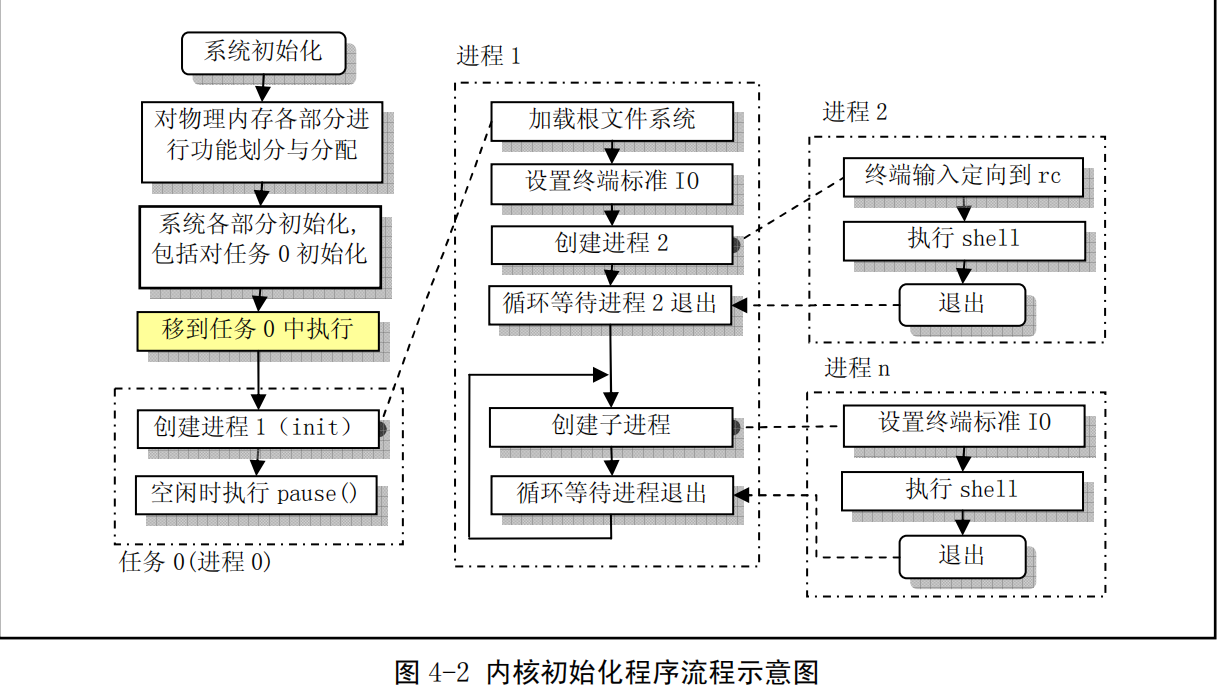 系统初始化
对物理内存各部分进
行功能划分与分配
系统各部分初始化,
包括对任务 0 初始化
移到任务 0 中执行
创建进程 1（init）
空闲时执行 pause()
任务 0(进程 0)
进程 1
加载根文件系统
设置终端标准 IO
创建进程 2
循环等待进程 2 退出
创建子进程
循环等待进程退出
进程 2
终端输入定向到 rc
执行 shell
退出
进程 n
设置终端标准 IO
执行 shell
退出
图 4-2 内核初始化程序流程示意图